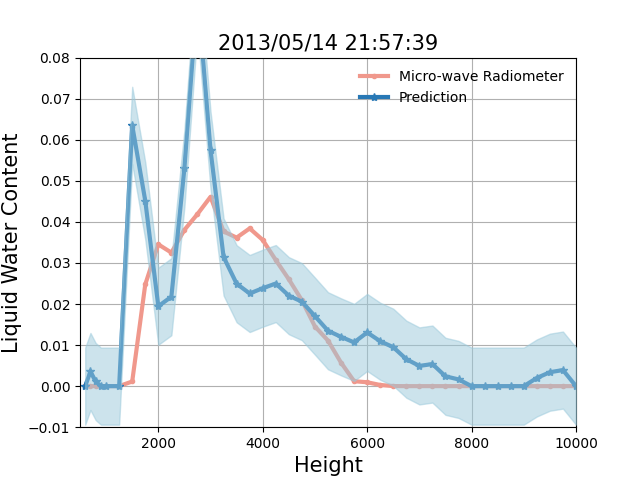 2013/05/14 21:57:39
Micro-wave Radiometer
Prediction
Liquid Water Content
0.08
0.07
0.06
0.05
0.04
0.03
0.02
0.01
0.00
−0.01
2000 4000 6000 8000 10000
Height